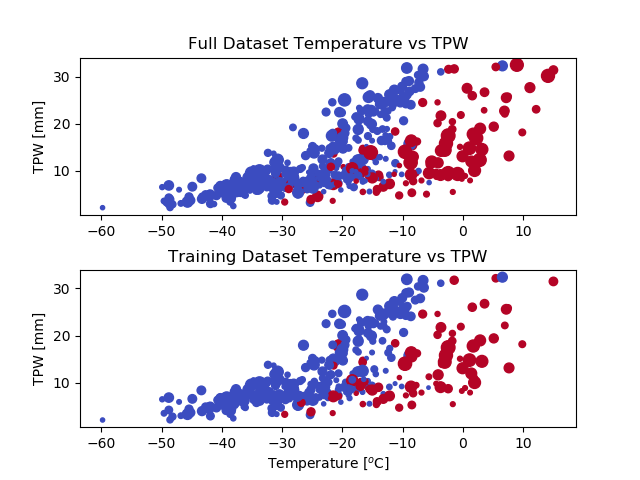 Full Dataset Temperature vs TPW
TPW [mm]
30
20
10
−60 −50 −40 −30 −20 −10 0 10
Training Dataset Temperature vs TPW
TPW [mm]
30
20
10
−60 −50 −40 −30 −20 −10 0 10
Temperature [°C]